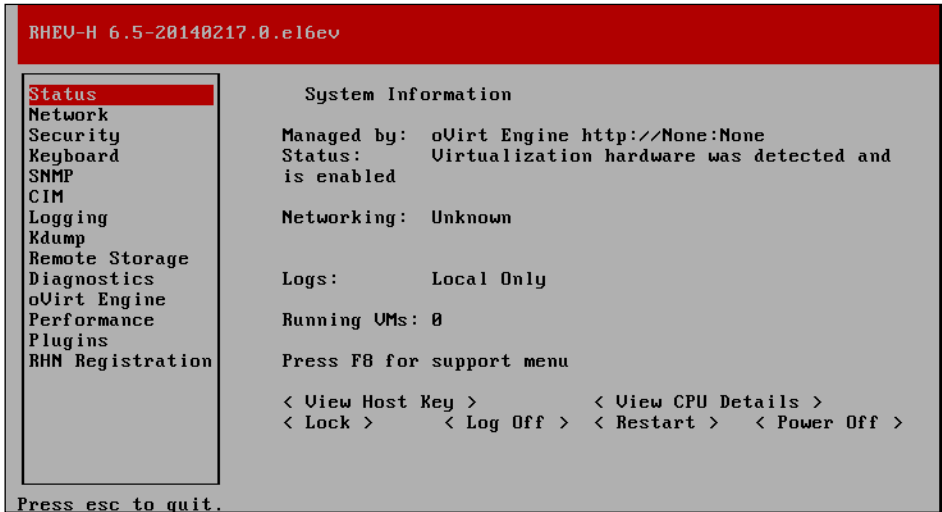 RHEV-H 6.5-20140217.0.el6ev
Status
Network
Security
Keyboard
SNMP
CIM
Logging
Kdump
Remote Storage
Diagnostics
oVirt Engine
Performance
Plugins
RHN Registration
System Information
Managed by: oVirt Engine http://None:None
Status: Virtualization hardware was detected and
is enabled
Networking: Unknown
Logs: Local Only
Running VMs: 0
Press F8 for support menu
< View Host Key > < View CPU Details >
< Lock > < Log Off > < Restart > < Power Off >
Press esc to quit.